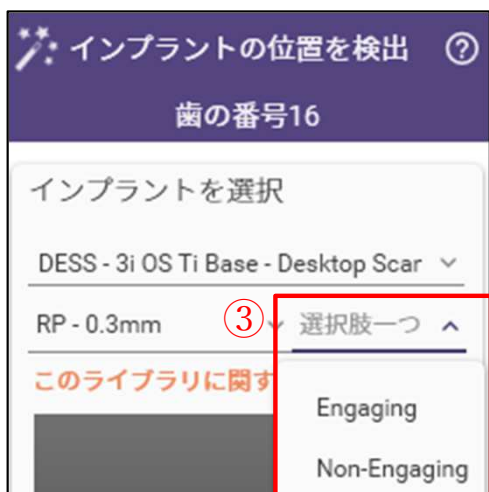 インプラントの位置を検出 ?
歯の番号16
インプラントを選択
DESS - 3i OS Ti Base - Desktop Scar
RP - 0.3mm ③ 選択肢一つ
このライブラリに関す
Engaging
Non-Engaging